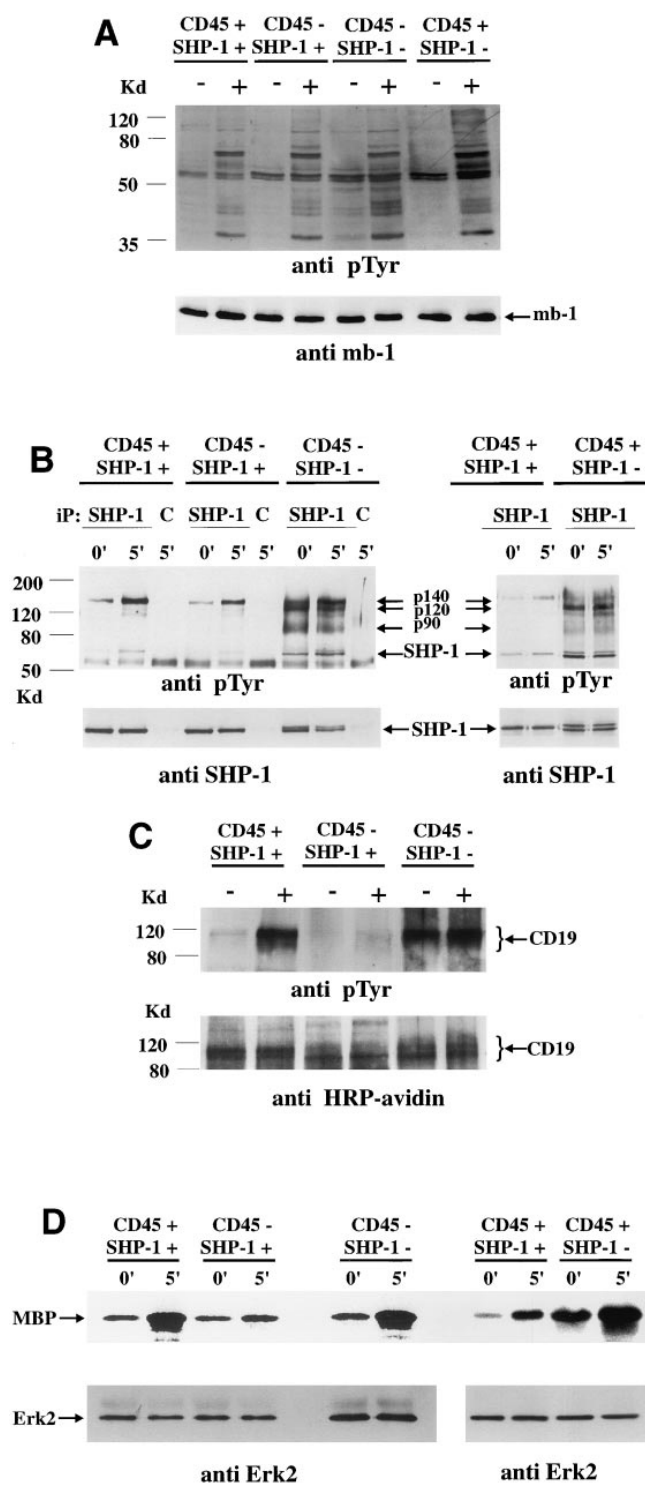 A
CD45 + CD45 - CD45 - CD45 +
SHP-1 + SHP-1 + SHP-1 - SHP-1 -
Kd - + - + - + - +
120
80
50
35
anti pTyr
mb-1
anti mb-1
B
CD45 + CD45 - CD45 - CD45 + CD45 +
SHP-1 + SHP-1 + SHP-1 - SHP-1 + SHP-1 -
iP: SHP-1 C SHP-1 C SHP-1 C SHP-1 SHP-1
0' 5' 5' 0' 5' 5' 0' 5' 5' 0' 5' 0' 5'
200
p140
120
p120
80
p90
SHP-1
50
Kd
anti pTyr anti pTyr
SHP-1
anti SHP-1 anti SHP-1
C
CD45 + CD45 - CD45 -
SHP-1 + SHP-1 + SHP-1 -
Kd - + - + - +
120
CD19
80
anti pTyr
120
CD19
80
anti HRP-avidin
D
CD45 + CD45 - CD45 - CD45 + CD45 +
SHP-1 + SHP-1 + SHP-1 - SHP-1 + SHP-1 -
0' 5' 0' 5' 0' 5' 0' 5' 0' 5'
MBP
Erk2
anti Erk2 anti Erk2